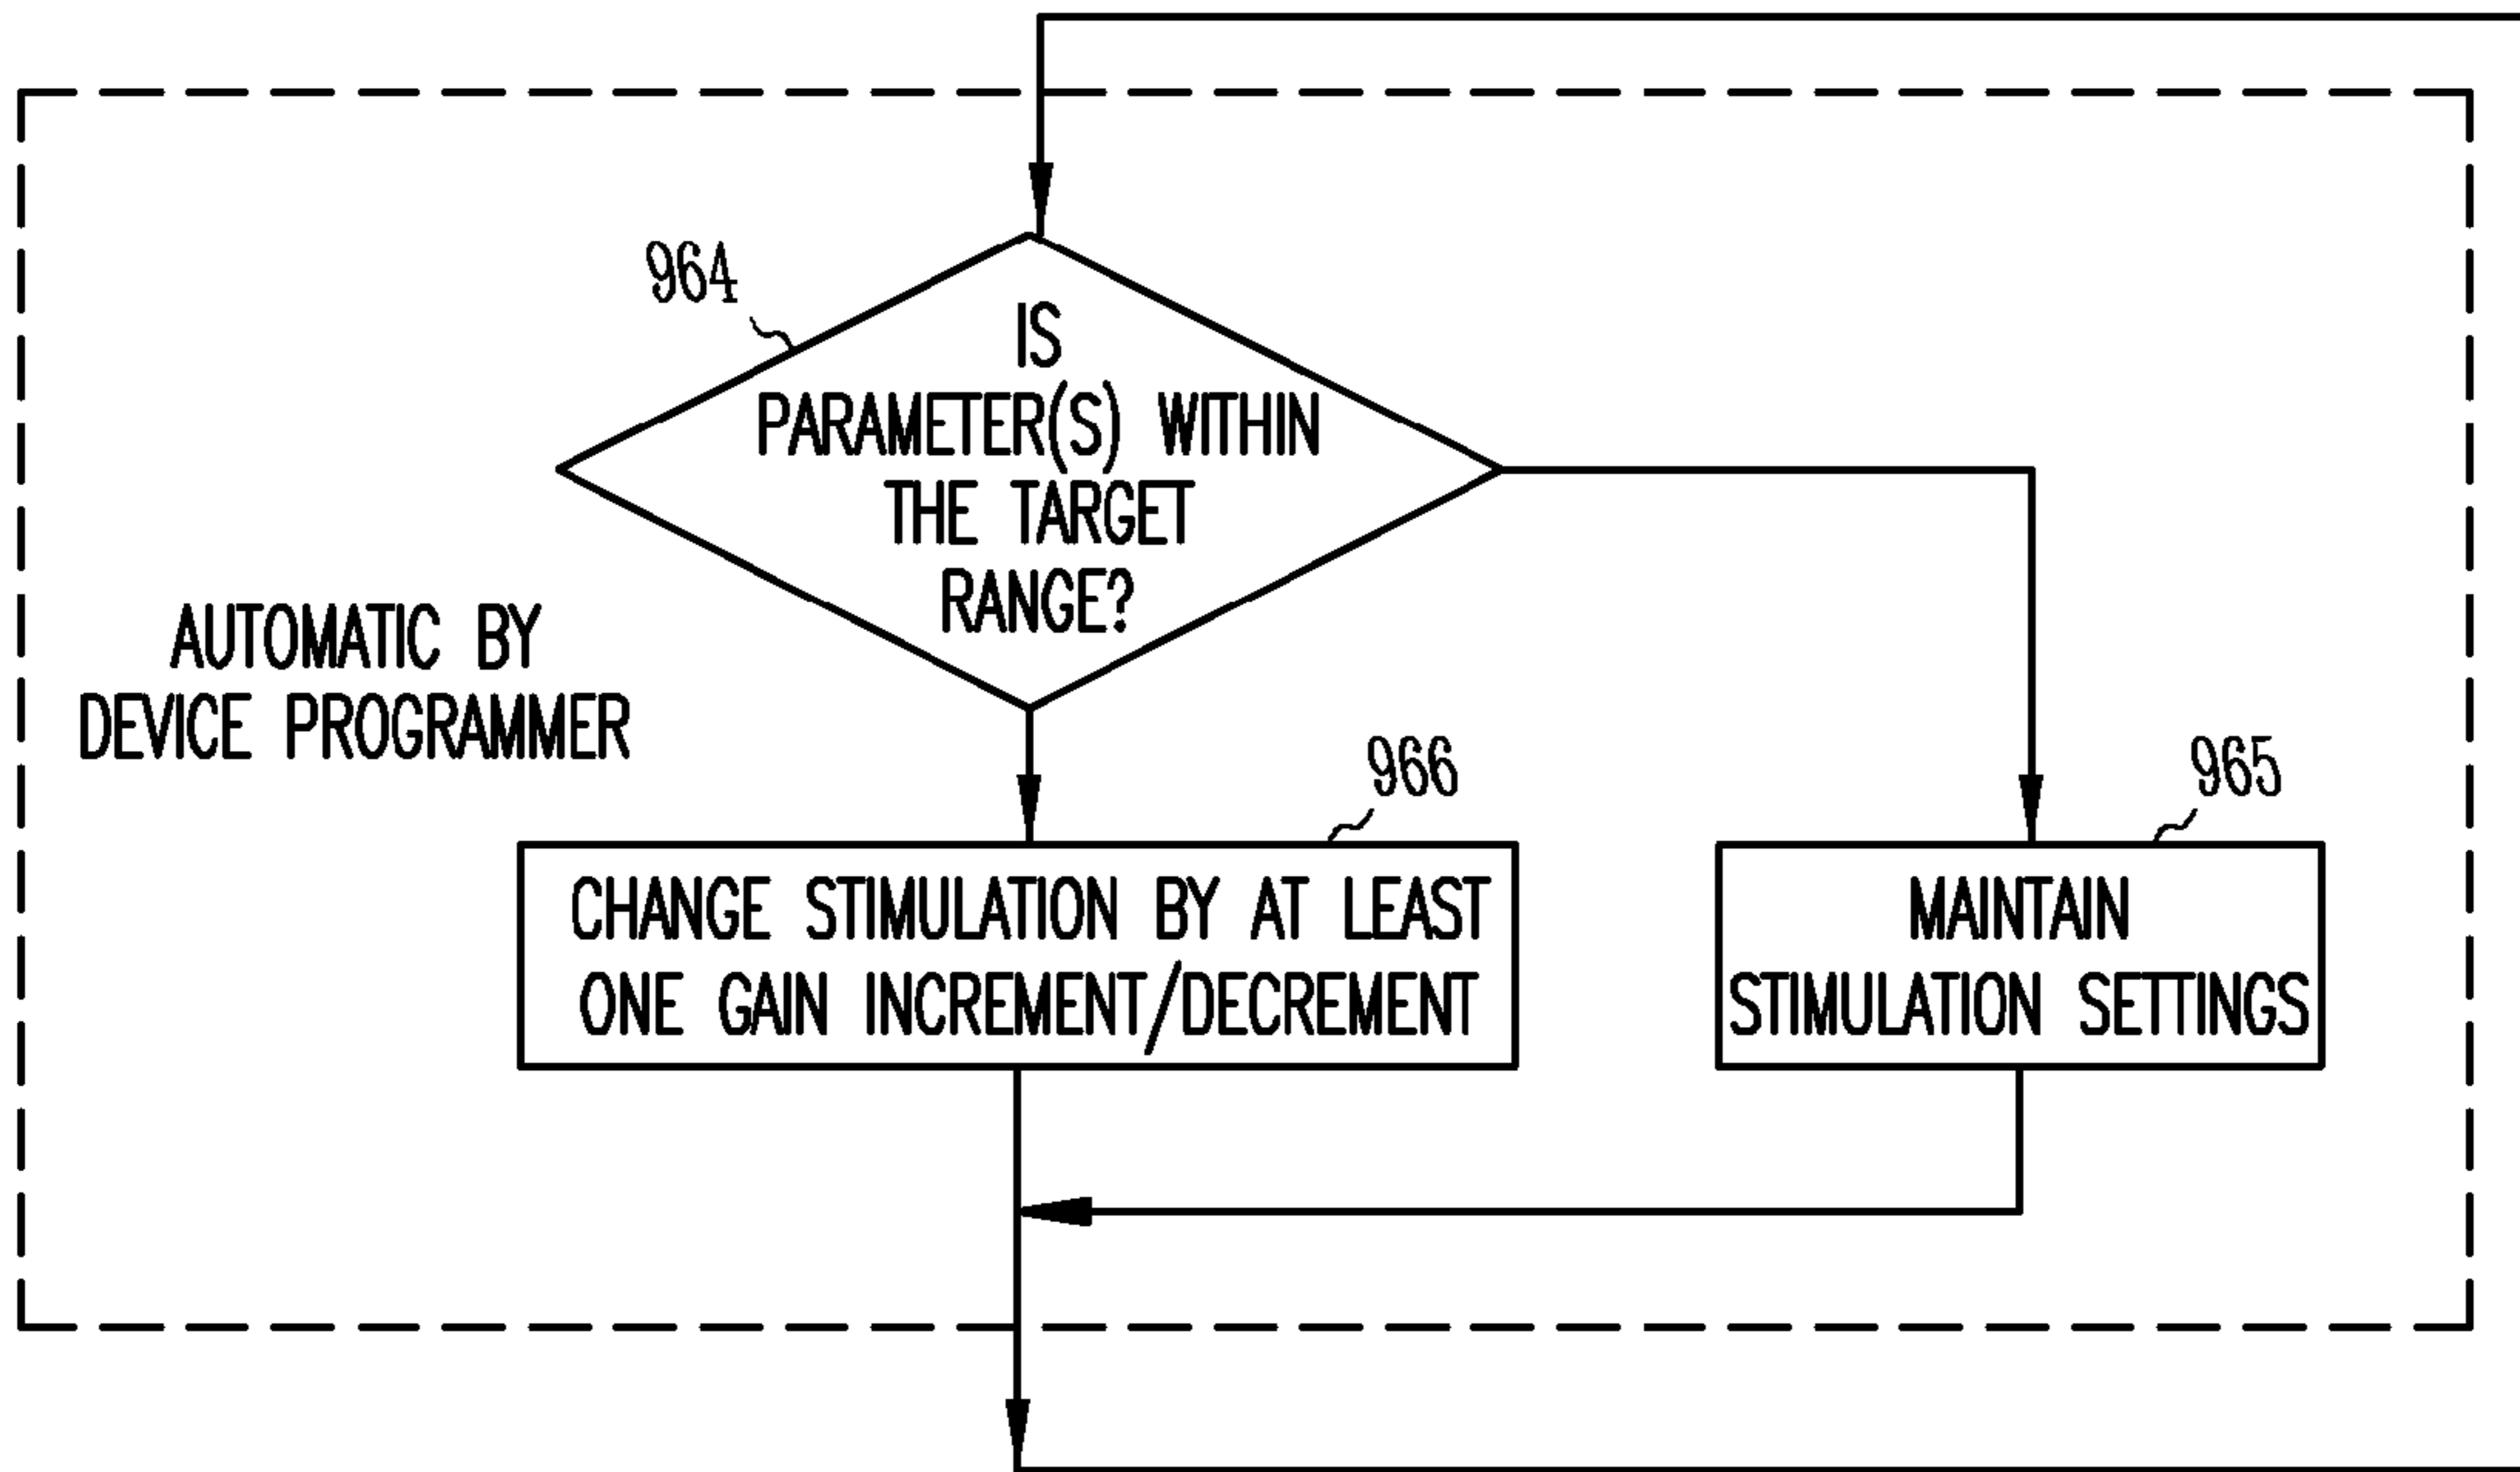 964
IS
PARAMETER(S) WITHIN
THE TARGET
RANGE?
AUTOMATIC BY
DEVICE PROGRAMMER
966
CHANGE STIMULATION BY AT LEAST
ONE GAIN INCREMENT/DECREMENT
965
MAINTAIN
STIMULATION SETTINGS